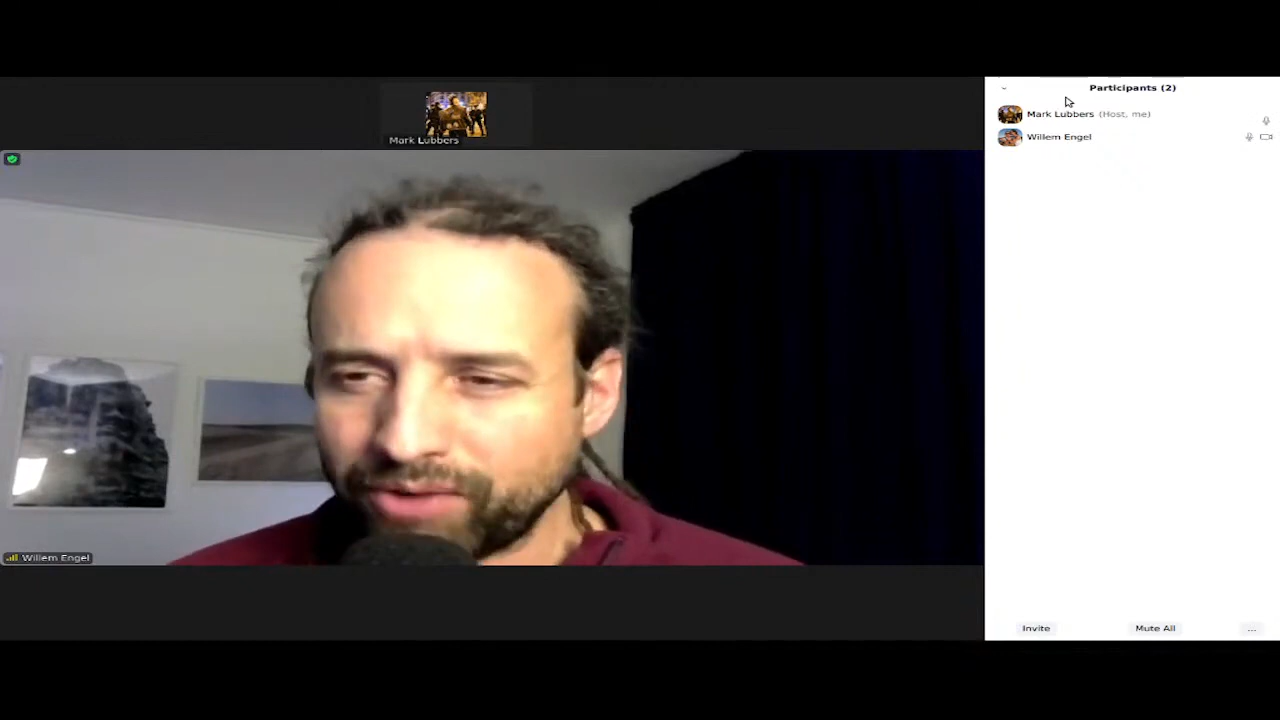 Mark Lubbers
Willem Engel
Participants (2)
Mark Lubbers (Host, me)
Willem Engel
Invite
Mute All
...